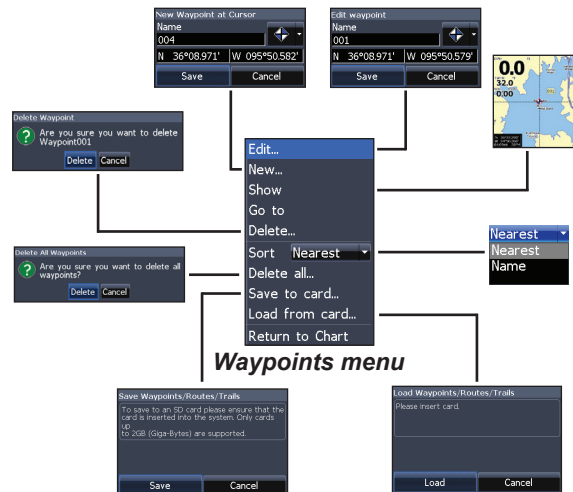 New Waypoint at Cursor
Name
004
N 36°08.971' W 095°50.582'
Save Cancel
Edit waypoint
Name
001
N 36°08.971' W 095°50.579'
Save Cancel
0.0
32.0
0.00
Delete Waypoint
Are you sure you want to delete
Waypoint001
Delete Cancel
Edit...
New...
Show
Go to
Delete...
Sort Nearest
Delete all...
Save to card...
Load from card...
Return to Chart
Nearest
Nearest
Name
Delete All Waypoints
Are you sure you want to delete all
waypoints?
Delete Cancel
Waypoints menu
Save Waypoints/Routes/Trails
To save to an SD card please ensure that the
card is inserted into the system. Only cards
up
to 2GB (Giga-Bytes) are supported.
Save Cancel
Load Waypoints/Routes/Trails
Please insert card.
Load Cancel